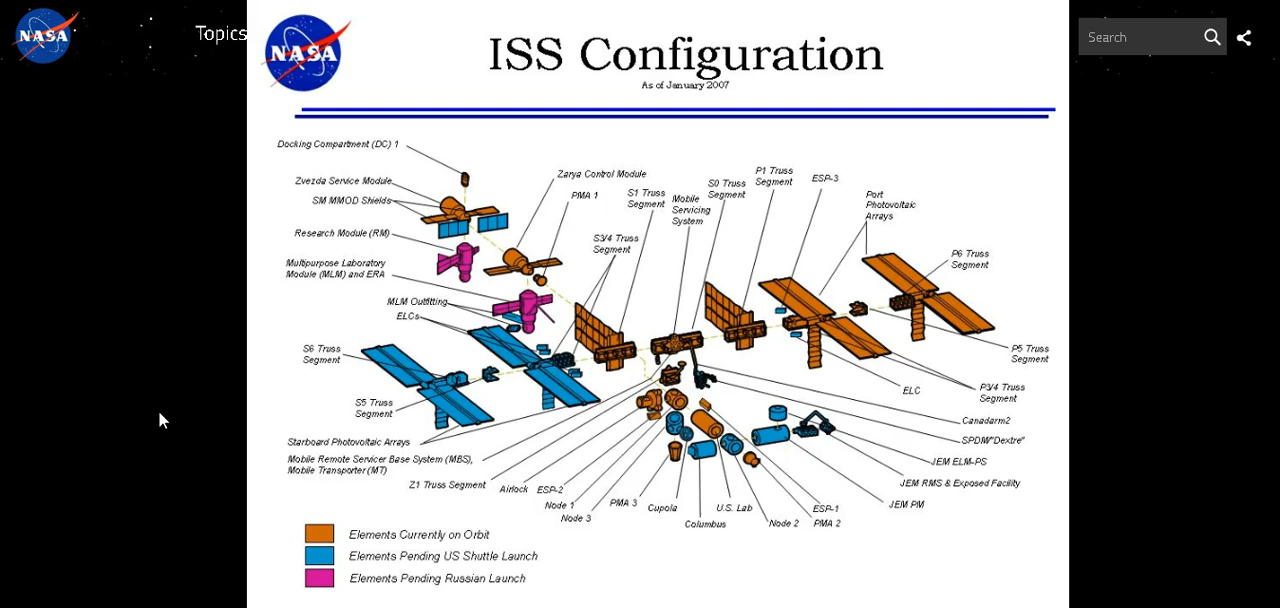 NASA
Topics
Search
NASA
ISS Configuration
As of January 2007
Docking Compartment (DC) 1
Zvezda Service Module
SM MMOD Shields
Research Module (RM)
Multipurpose Laboratory
Module (MLM) and ERA
MLM Outfitting
ELCs
S6 Truss
Segment
S5 Truss
Segment
Starboard Photovoltaic Arrays
Mobile Remote Servicer Base System (MBS),
Mobile Transporter (MT)
Z1 Truss Segment
Airlock
ESP-2
Node 1
Node 3
PMA 3
Cupola
Columbus
U.S. Lab
Node 2
ESP-1
PMA 2
JEM PM
JEM RMS & Exposed Facility
JEM ELM-PS
SPDM/"Dextre"
Canadarm2
ELC
P3/4 Truss
Segment
P5 Truss
Segment
P6 Truss
Segment
Port
Photovoltaic
Arrays
ESP-3
P1 Truss
Segment
S0 Truss
Segment
Mobile
Servicing
System
S1 Truss
Segment
S3/4 Truss
Segment
PMA 1
Zarya Control Module
Elements Currently on Orbit
Elements Pending US Shuttle Launch
Elements Pending Russian Launch